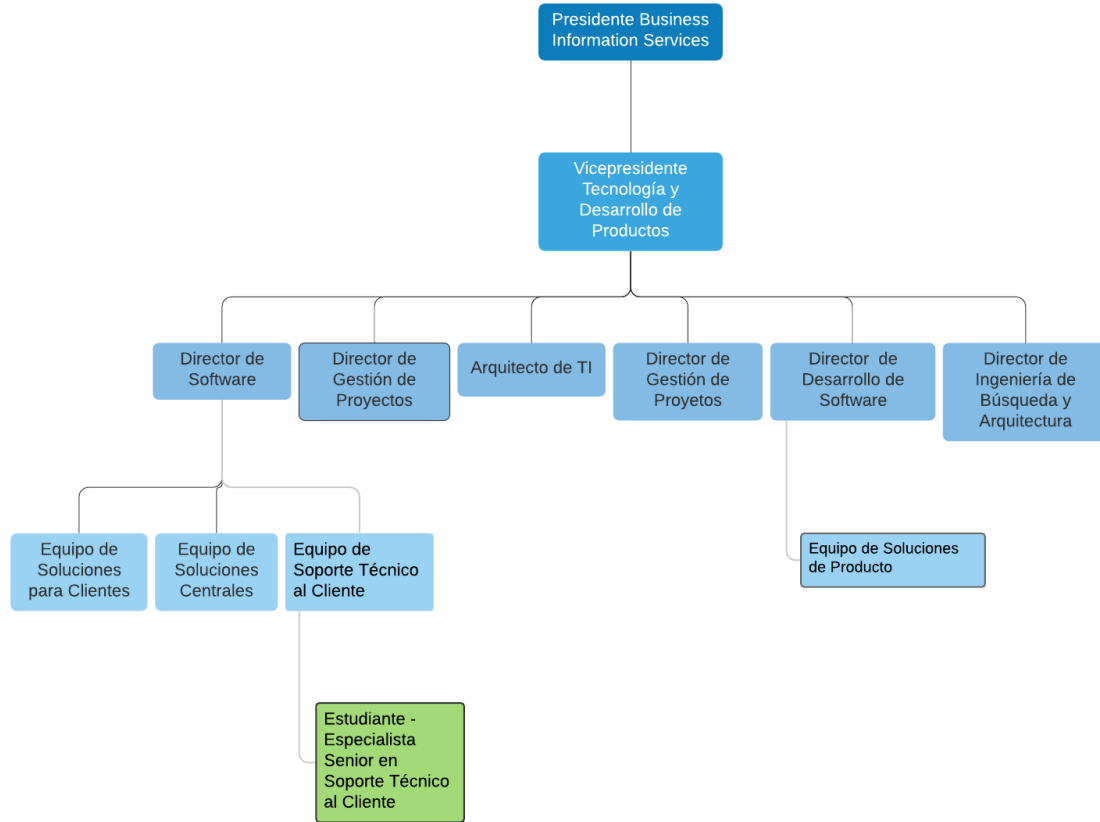 Presidente Business
Information Services
Vicepresidente
Tecnología y
Desarrollo de
Productos
Director de
Software
Director de
Gestión de
Proyectos
Arquitecto de TI
Director de
Gestión de
Proyetos
Director de
Desarrollo de
Software
Director de
Ingeniería de
Búsqueda y
Arquitectura
Equipo de
Soluciones
para Clientes
Equipo de
Soluciones
Centrales
Equipo de
Soporte Técnico
al Cliente
Equipo de Soluciones
de Producto
Estudiante -
Especialista
Senior en
Soporte Técnico
al Cliente